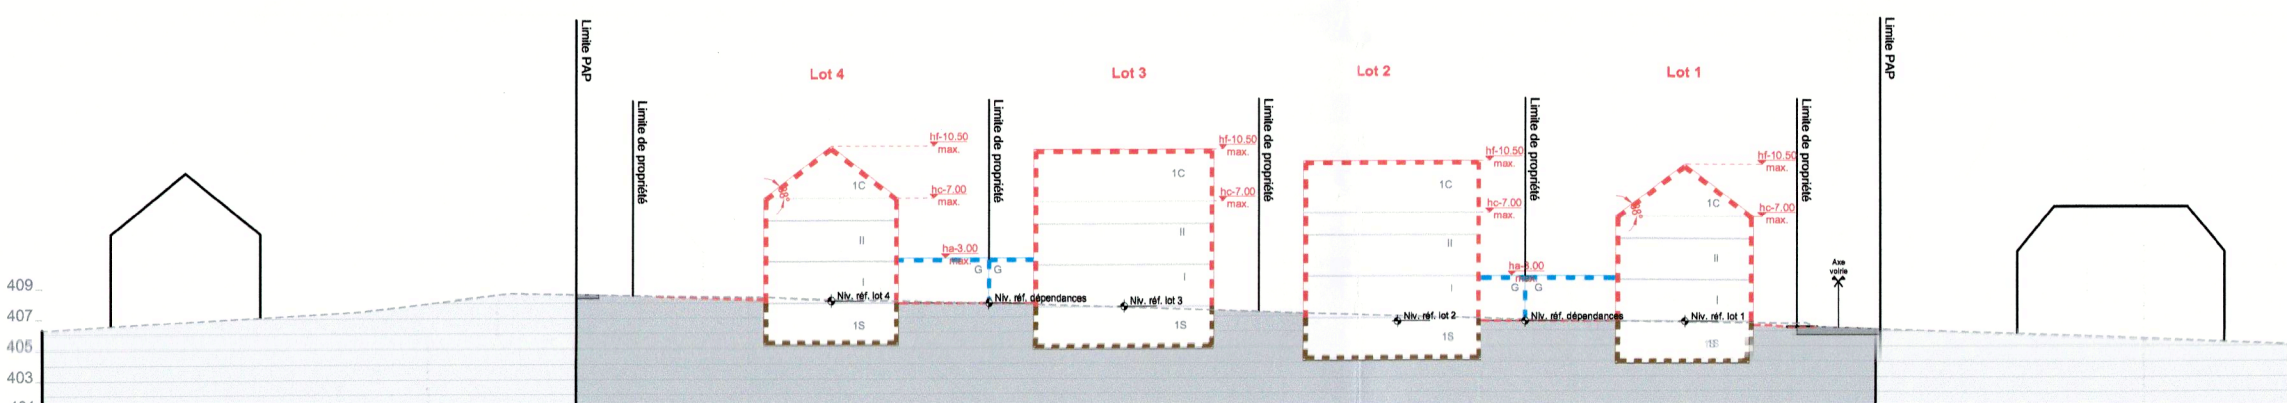 Limite PAP
Limite PAP
Lot 4
Lot 3
Lot 2
Lot 1
Limite de propriété
Limite de propriété
Limite de propriété
Limite de propriété
Limite de propriété
hf-10.50
max.
hf-10.50
max.
hf-10.50
max.
hf-10.50
max.
1C
1C
1C
1C
38°
38°
hc-7.00
max.
hc-7.00
max.
hc-7.00
max.
hc-7.00
max.
II
II
II
II
ha-3.00
max.
ha-3.00
G
G
G
G
I
I
I
I
Axe
voirie
409
407
405
403
Niv. réf. lot 4
Niv. réf. dépendances
Niv. réf. lot 3
Niv. réf. lot 2
Niv. réf. dépendances
Niv. réf. lot 1
1S
1S
1S